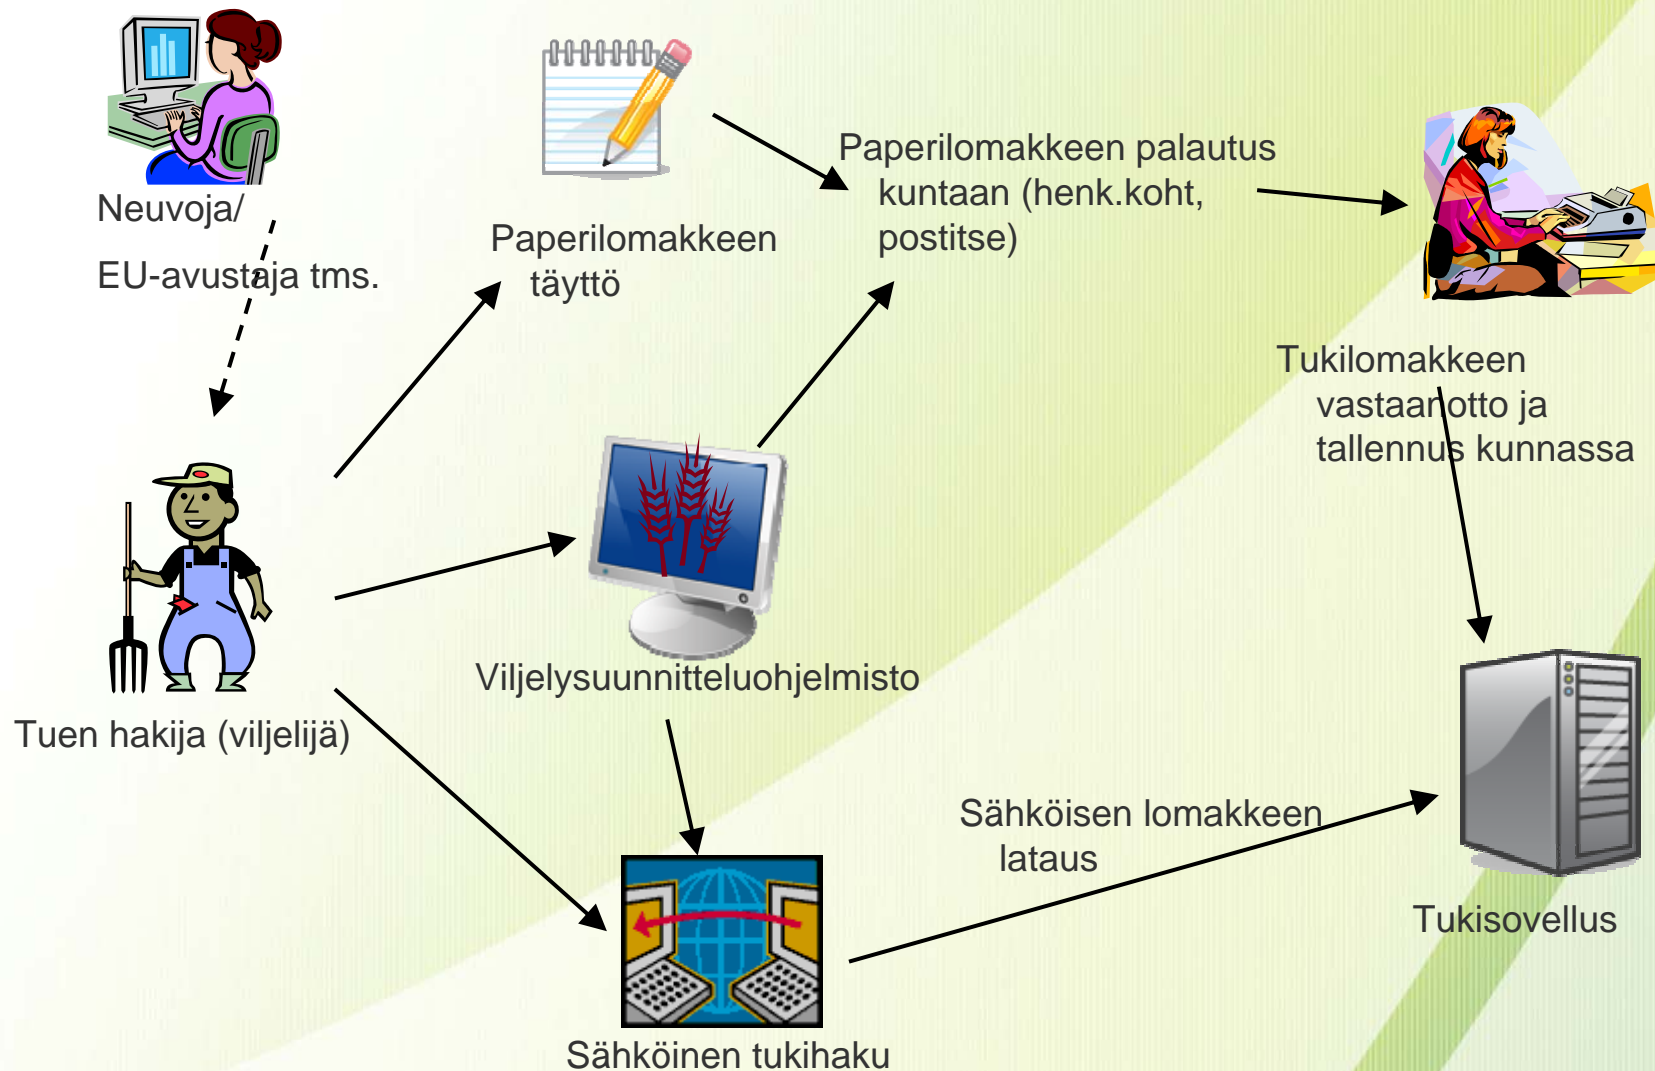 Neuvoja/
EU-avustaja tms.
Paperilomakkeen
täyttö
Paperilomakkeen palautus
kuntaan (henk.koht,
postitse)
Tukilomakkeen
vastaanotto ja
tallennus kunnassa
Viljelysuunnitteluohjelmisto
Tuen hakija (viljelijä)
Sähköisen lomakkeen
lataus
Tukisovellus
Sähköinen tukihaku